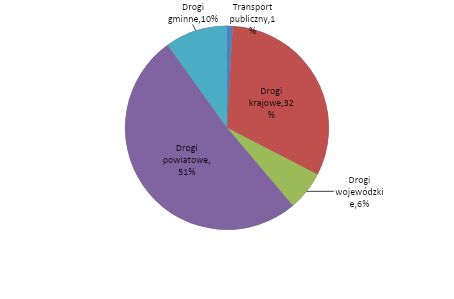 Drogi
gminne,10%
Transport
publiczny,1
%
Drogi
krajowe,32
%
Drogi
wojewódzki
e,6%
Drogi
powiatowe,
51%